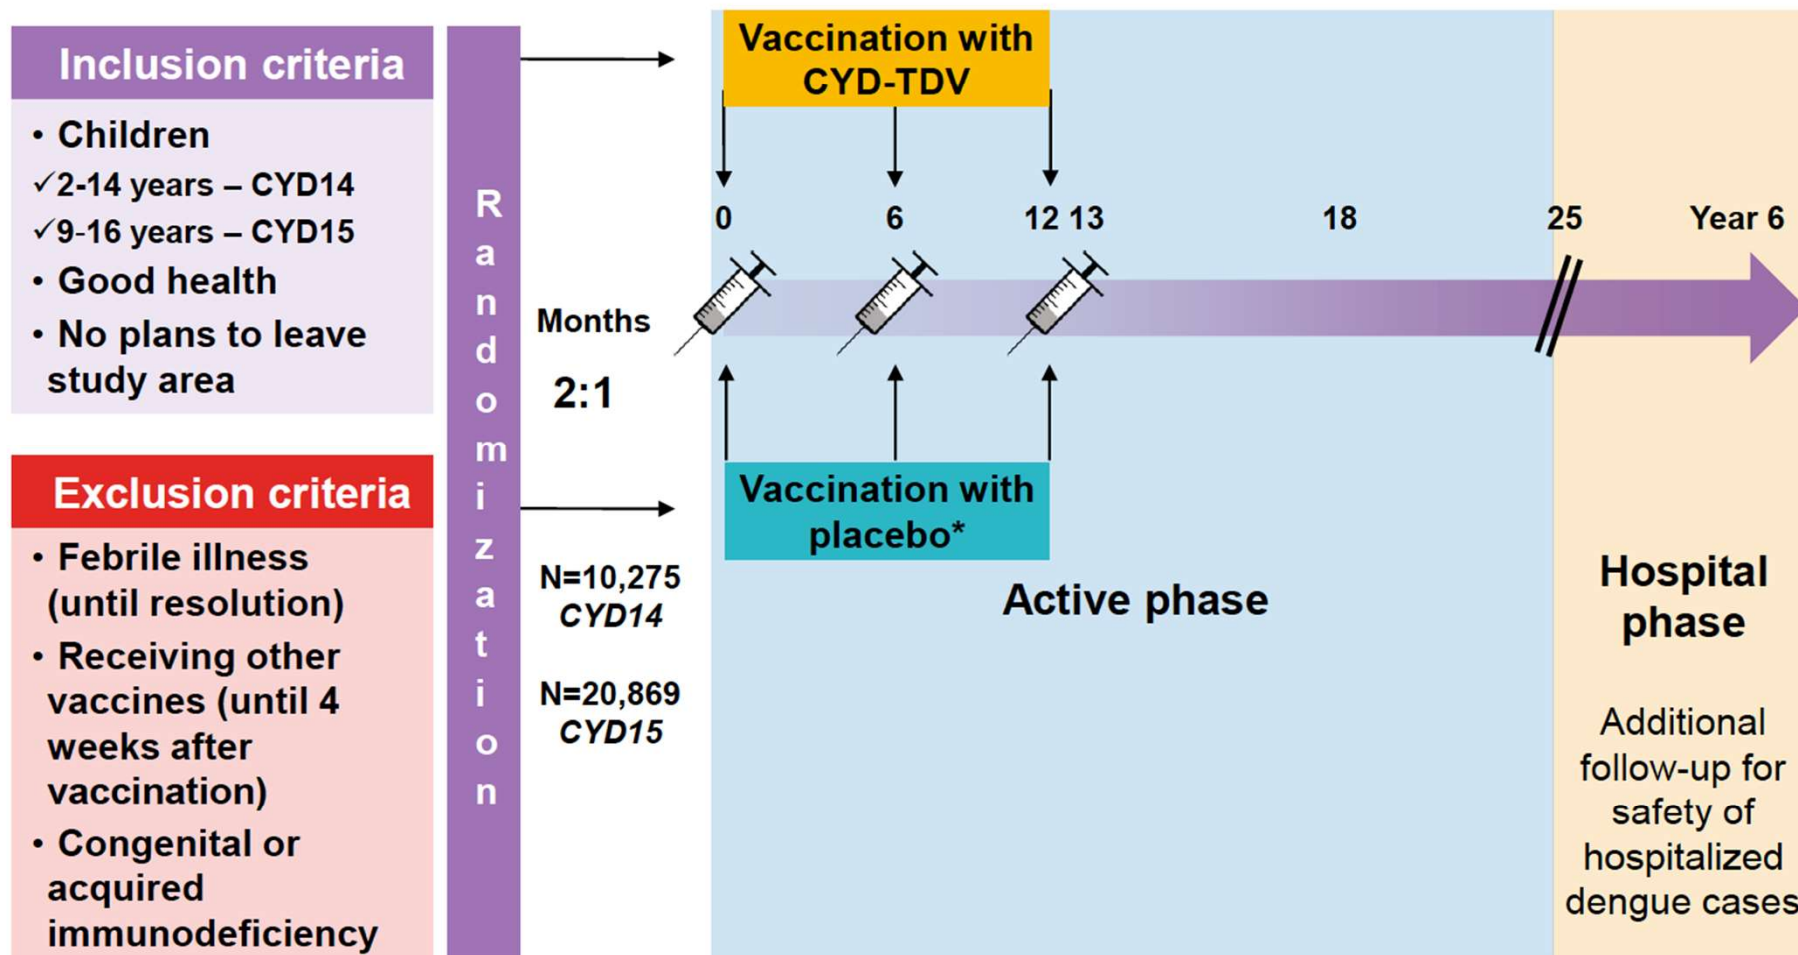 Inclusion criteria
• Children
✓2-14 years – CYD14
✓9-16 years – CYD15
• Good health
• No plans to leave
study area
Exclusion criteria
• Febrile illness
(until resolution)
• Receiving other
vaccines (until 4
weeks after
vaccination)
• Congenital or
acquired
immunodeficiency
Randomization
Months
2:1
N=10,275
CYD14
N=20,869
CYD15
Vaccination with
CYD-TDV
0 6 12 13 18 25 Year 6
Vaccination with
placebo*
Active phase
Hospital
phase
Additional
follow-up for
safety of
hospitalized
dengue cases